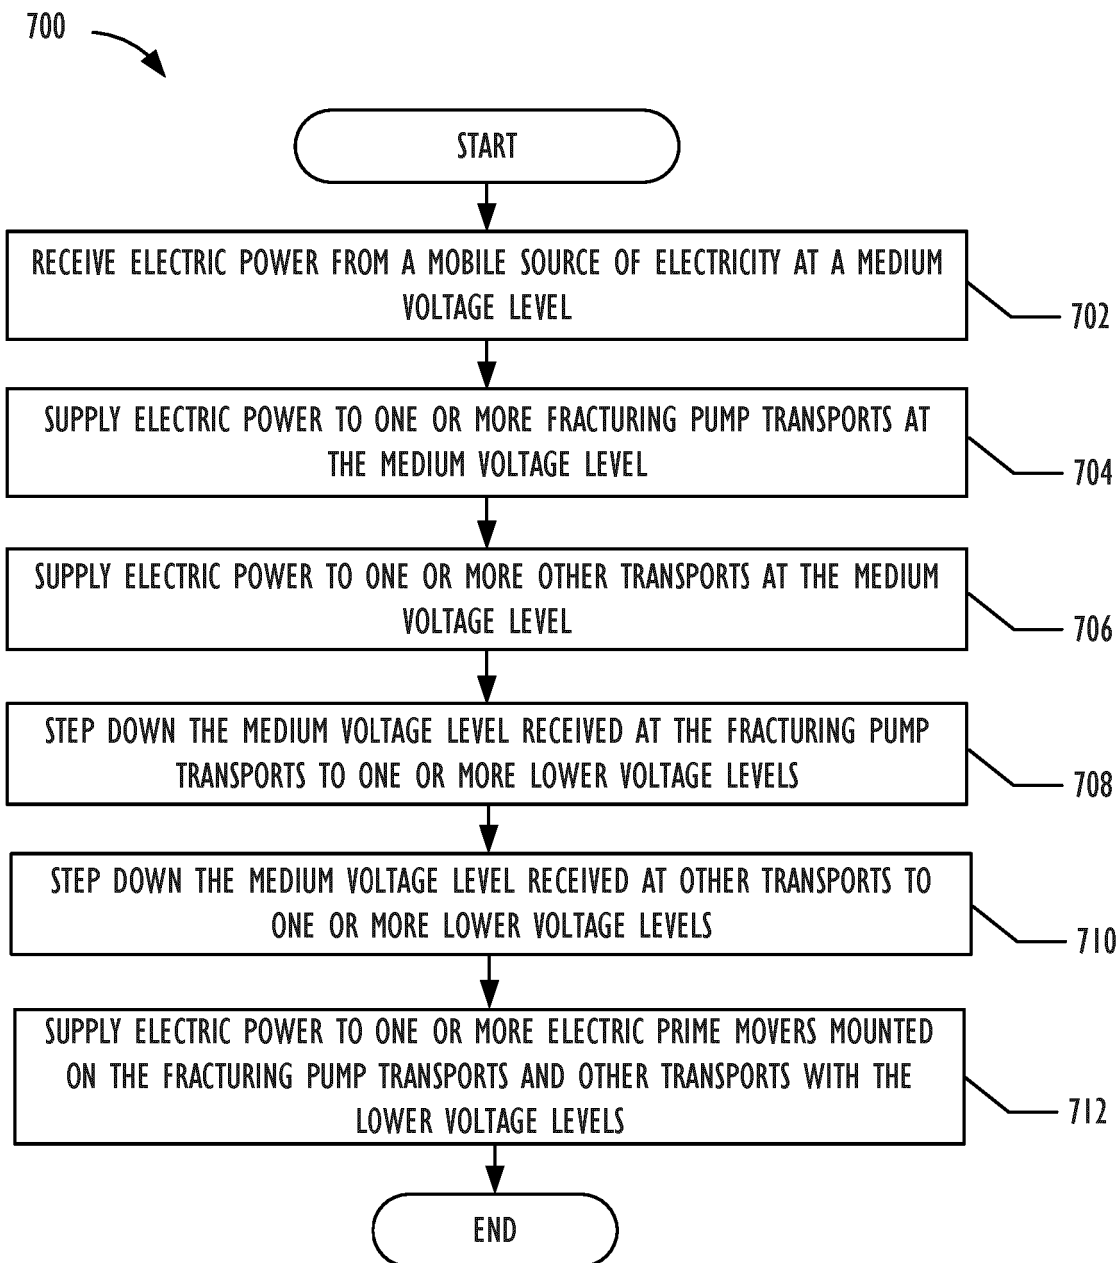 700
START
RECEIVE ELECTRIC POWER FROM A MOBILE SOURCE OF ELECTRICITY AT A MEDIUM
VOLTAGE LEVEL
702
SUPPLY ELECTRIC POWER TO ONE OR MORE FRACTURING PUMP TRANSPORTS AT
THE MEDIUM VOLTAGE LEVEL
704
SUPPLY ELECTRIC POWER TO ONE OR MORE OTHER TRANSPORTS AT THE MEDIUM
VOLTAGE LEVEL
706
STEP DOWN THE MEDIUM VOLTAGE LEVEL RECEIVED AT THE FRACTURING PUMP
TRANSPORTS TO ONE OR MORE LOWER VOLTAGE LEVELS
708
STEP DOWN THE MEDIUM VOLTAGE LEVEL RECEIVED AT OTHER TRANSPORTS TO
ONE OR MORE LOWER VOLTAGE LEVELS
710
SUPPLY ELECTRIC POWER TO ONE OR MORE ELECTRIC PRIME MOVERS MOUNTED
ON THE FRACTURING PUMP TRANSPORTS AND OTHER TRANSPORTS WITH THE
LOWER VOLTAGE LEVELS
712
END